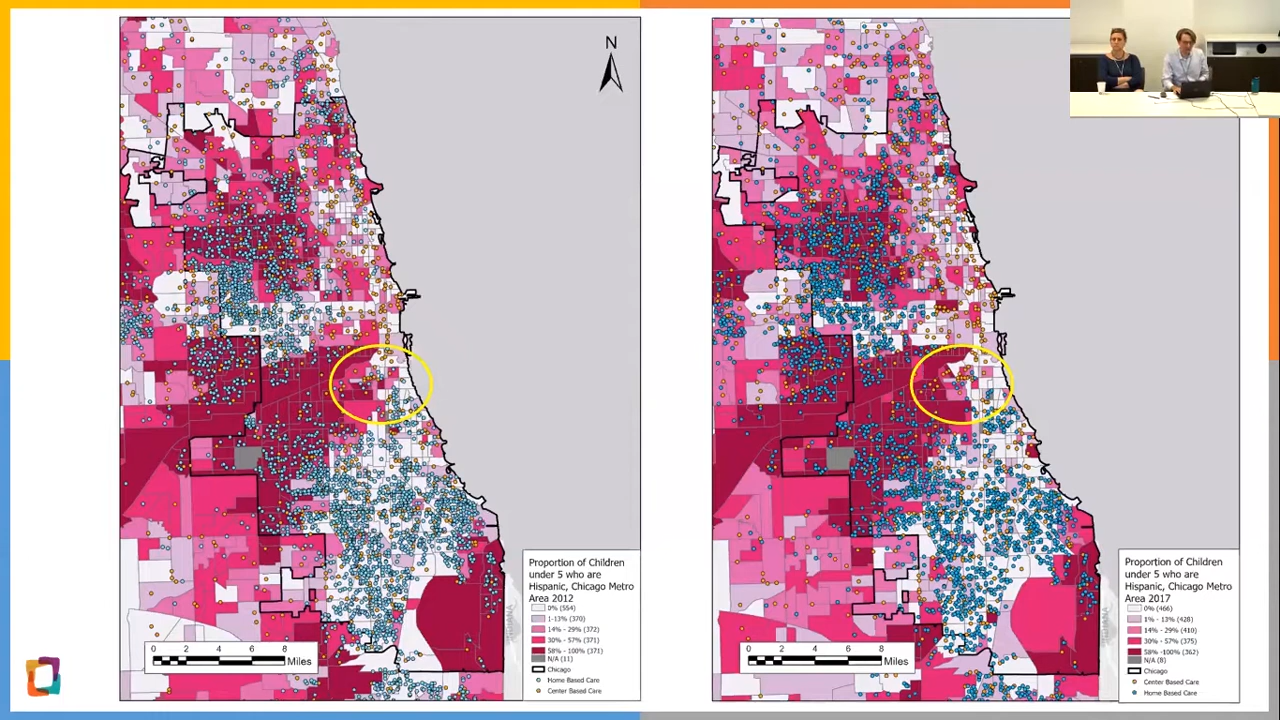 N
Proportion of Children
under 5 who are
Hispanic, Chicago Metro
Area 2012
0% (554)
1-13% (370)
14% - 29% (372)
30% - 57% (371)
58% - 100% (371)
N/A (11)
Chicago
Home Based Care
Center Based Care
0 2 4 6 8
Miles
INDIANA
Proportion of Children
under 5 who are
Hispanic, Chicago Metro
Area 2017
0% (466)
1% - 13% (428)
14% - 29% (410)
30% - 57% (375)
58% -100% (362)
N/A (8)
Chicago
Center Based Care
Home Based Care
0 2 4 6 8
Miles
INDIANA